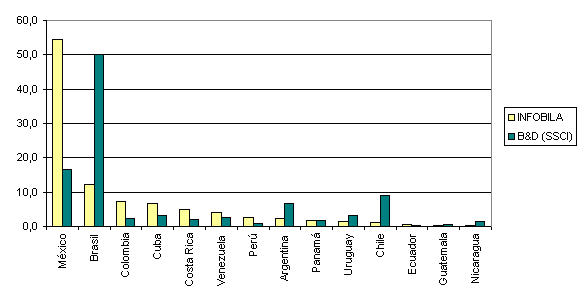 60,0
50,0
40,0
30,0
20,0
10,0
0,0
México
Brasil
Colombia
Cuba
Costa Rica
Venezuela
Perú
Argentina
Panamá
Uruguay
Chile
Ecuador
Guatemala
Nicaragua
INFOBILA
B&D (SSCI)